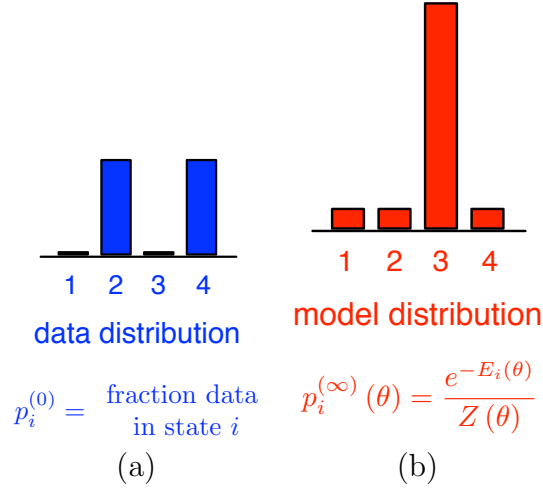 1 2 3 4
data distribution
p_i^{(0)} = fraction data in state i
(a)
1 2 3 4
model distribution
p_i^{(∞)} (θ) = \frac{e^{-E_i(θ)}}{Z (θ)}
(b)